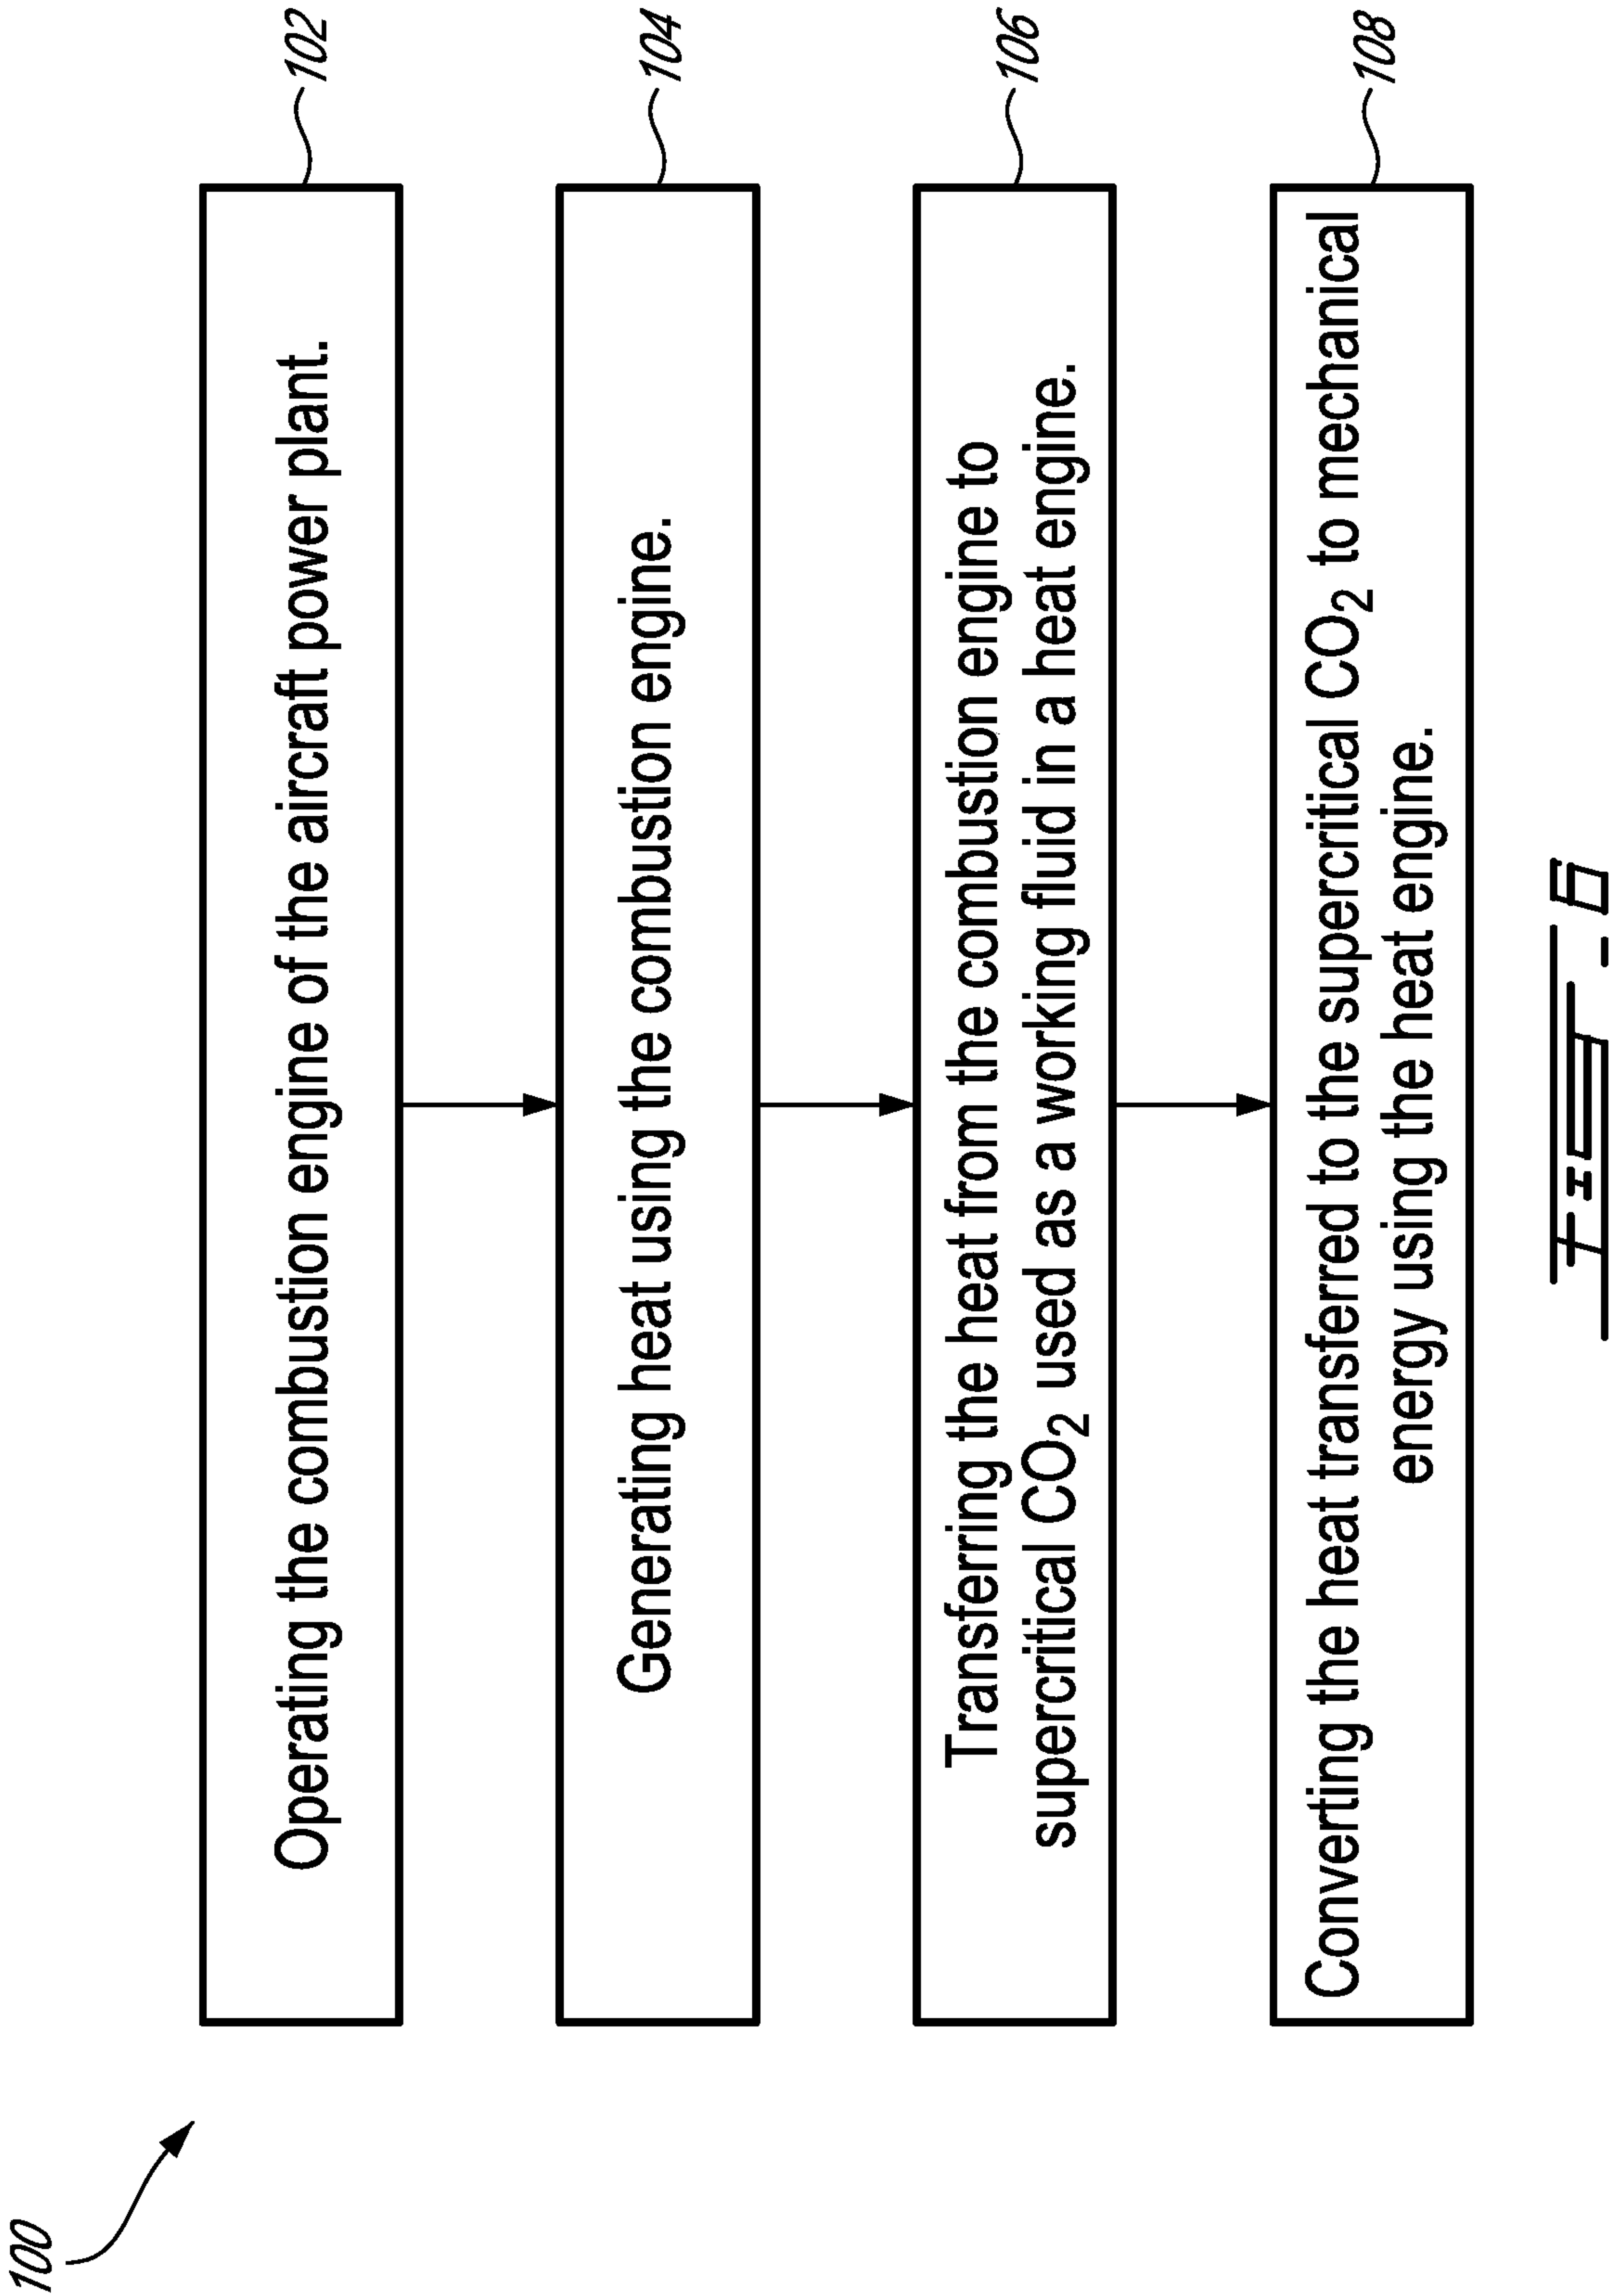 100
Operating the combustion engine of the aircraft power plant.
102
Generating heat using the combustion engine.
104
Transferring the heat from the combustion engine to
supercritical CO₂ used as a working fluid in a heat engine.
106
Converting the heat transferred to the supercritical CO₂ to mechanical
energy using the heat engine.
108
FIG. 6